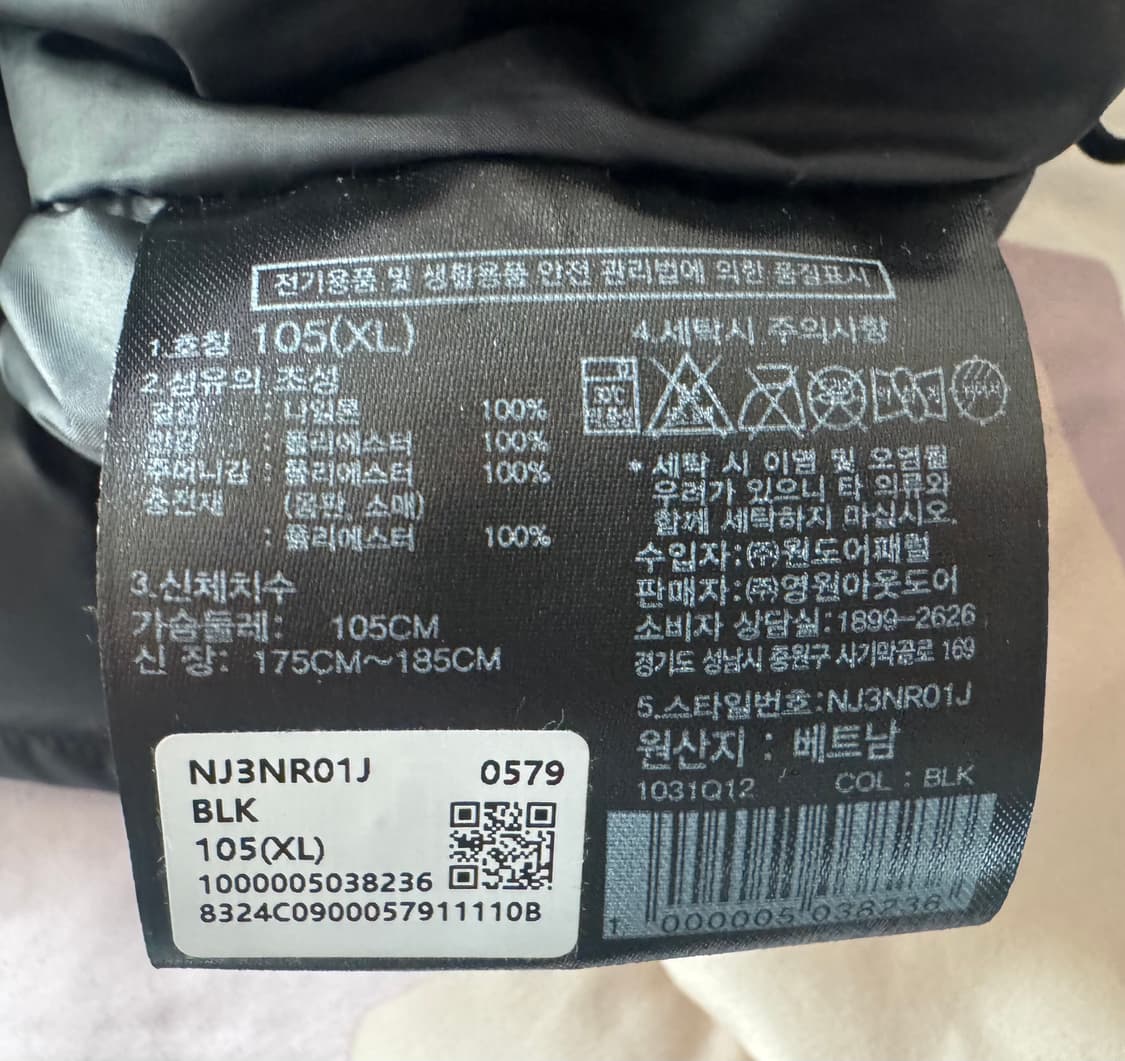 전기용품 및 생활용품 안전 관리법에 의한 품질표시
1.호칭 105(XL)
2.섬유의 조성
겉감 : 나일론 100%
안감 : 폴리에스터 100%
주머니감 : 폴리에스터 100%
충전재 (몸판, 소매)
: 폴리에스터 100%
3.신체치수
가슴둘레: 105CM
신 장: 175CM~185CM
4.세탁시 주의사항
* 세탁 시 이염 및 오염될
우려가 있으니 타 의류와
함께 세탁하지 마십시오.
수입자:(주)윈도어패럴
판매자:(주)영원아웃도어
소비자 상담실:1899-2626
경기도 성남시 중원구 사기막골로 169
5.스타일번호:NJ3NR01J
원산지 : 베트남
1031Q12 COL : BLK
1 000005 038236
NJ3NR01J 0579
BLK
105(XL)
1000005038236
8324C0900057911110B